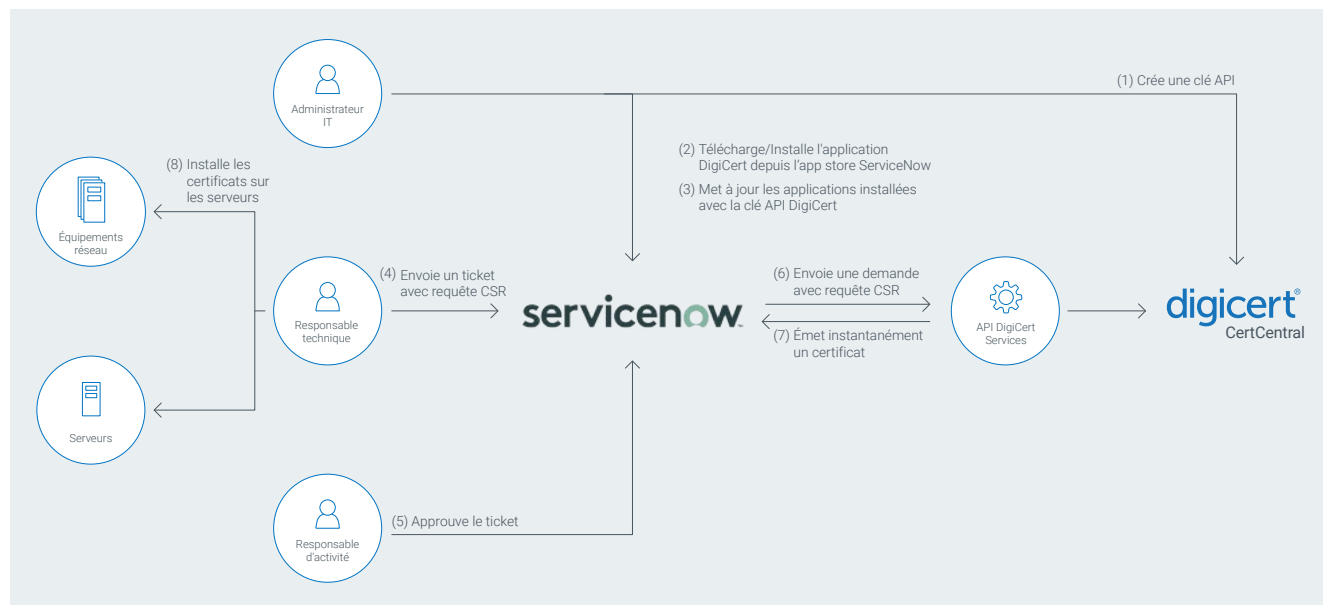 (1) Crée une clé API
Administrateur
IT
(2) Télécharge/Installe l'application
DigiCert depuis l'app store ServiceNow
(3) Met à jour les applications installées
avec la clé API DigiCert
(8) Installe les
certificats sur
les serveurs
Équipements
réseau
(4) Envoie un ticket
avec requête CSR
Responsable
technique
servicenow™
(6) Envoie une demande
avec requête CSR
(7) Émet instantanément
un certificat
API DigiCert
Services
digicert®
CertCentral
Serveurs
(5) Approuve le ticket
Responsable
d'activité